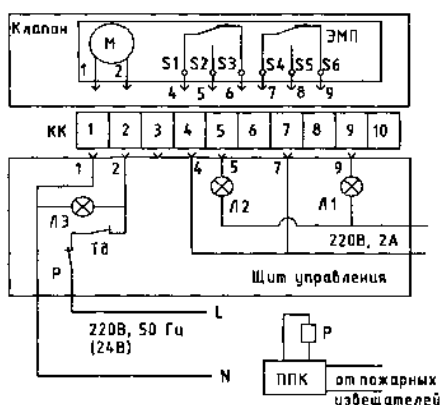 Клапан
М
ЭМП
1 2
S1 S2 S3 S4 S5 S6
4 5 6 7 8 9
КК 1 2 3 4 5 6 7 8 9 10
1 2 4 5 7 9
Л3 Л2 Л1
Тд
220В, 2А
Р
Щит управления
220В, 50 Гц
(24В)
L
N
Р
ППК
от пожарных
извещателей